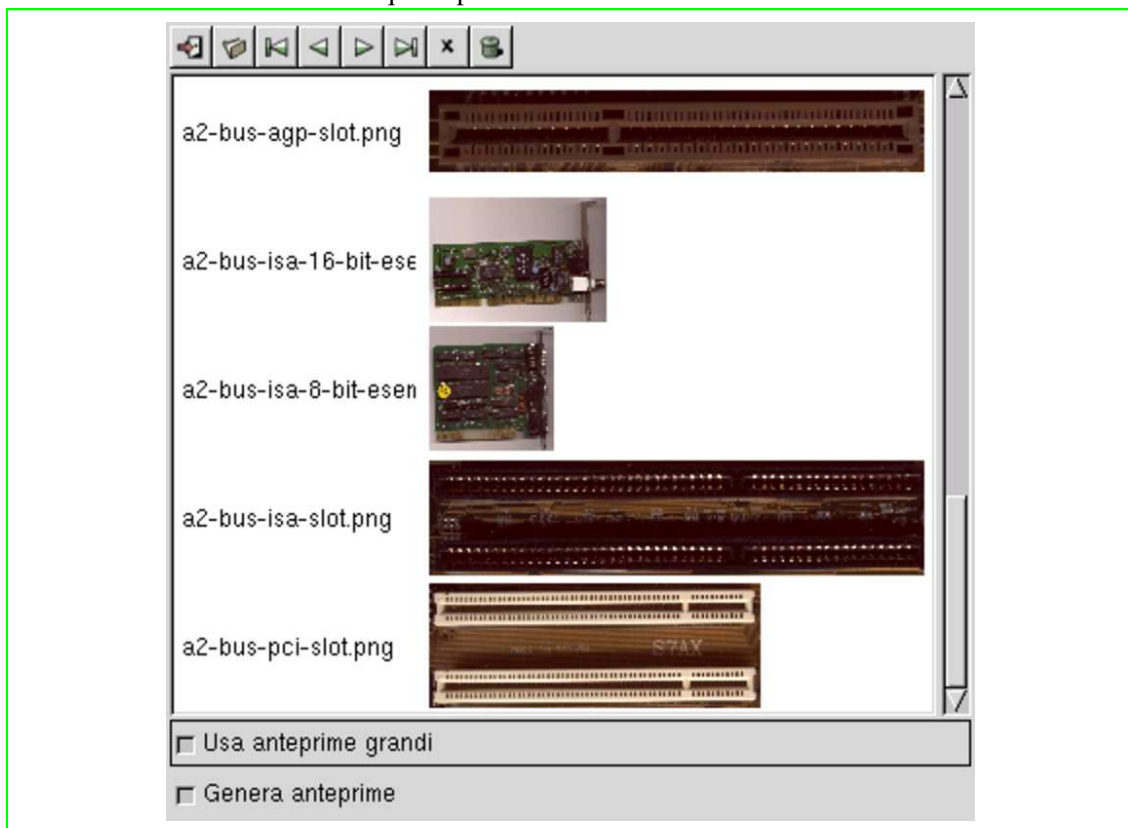 a2-bus-agp-slot.png
a2-bus-isa-16-bit-ese
a2-bus-isa-8-bit-esen
a2-bus-isa-slot.png
S7AX
a2-bus-pci-slot.png
Usa anteprime grandi
Genera anteprime